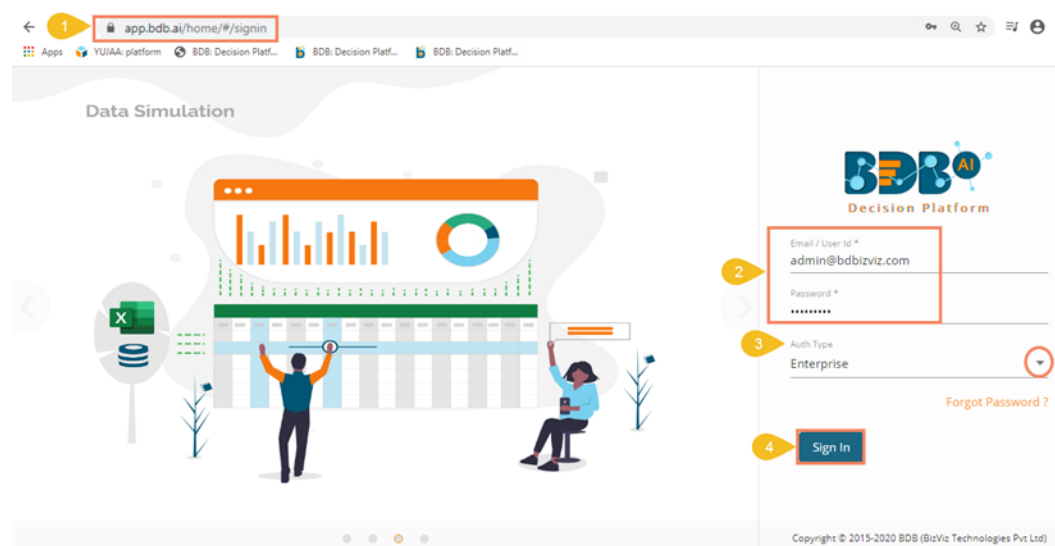 1
app.bdb.ai/home/#/signin
Apps YUJAA: platform BDB: Decision Platf... BDB: Decision Platf... BDB: Decision Platf...
Data Simulation
X
BDB AI
Decision Platform
2
Email / User Id *
admin@bdbizviz.com
Password *
•••••••••
3
Auth Type
Enterprise
Forgot Password ?
4
Sign In
Copyright © 2015-2020 BDB (BizViz Technologies Pvt Ltd)